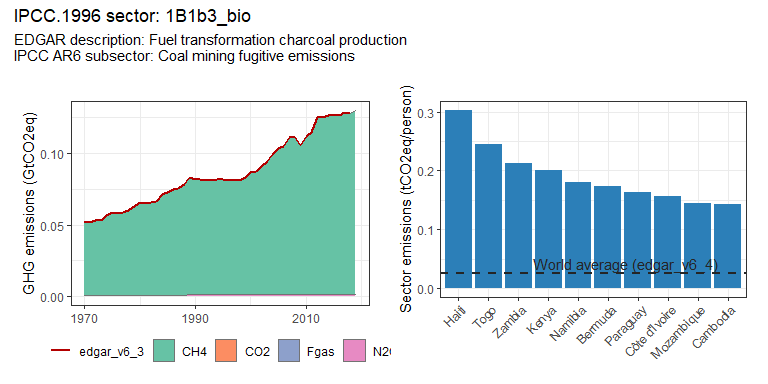 IPCC.1996 sector: 1B1b3_bio
EDGAR description: Fuel transformation charcoal production
IPCC AR6 subsector: Coal mining fugitive emissions
GHG emissions (GtCO2eq)
0.10
0.05
0.00
1970
1990
2010
edgar_v6_3
CH4
CO2
Fgas
N2
Sector emissions (tCO2eq/person)
0.3
0.2
0.1
0.0
World average (edgar_v6_4)
Haiti
Togo
Zambia
Kenya
Namibia
Bermuda
Paraguay
Côte d'Ivoire
Mozambique
Cambodia